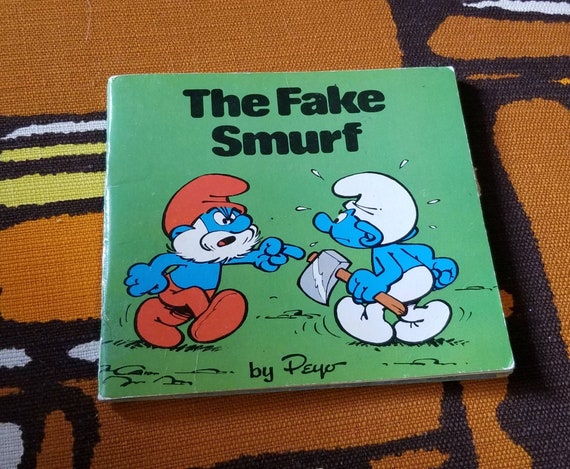 The Fake
Smurf
by Peyo